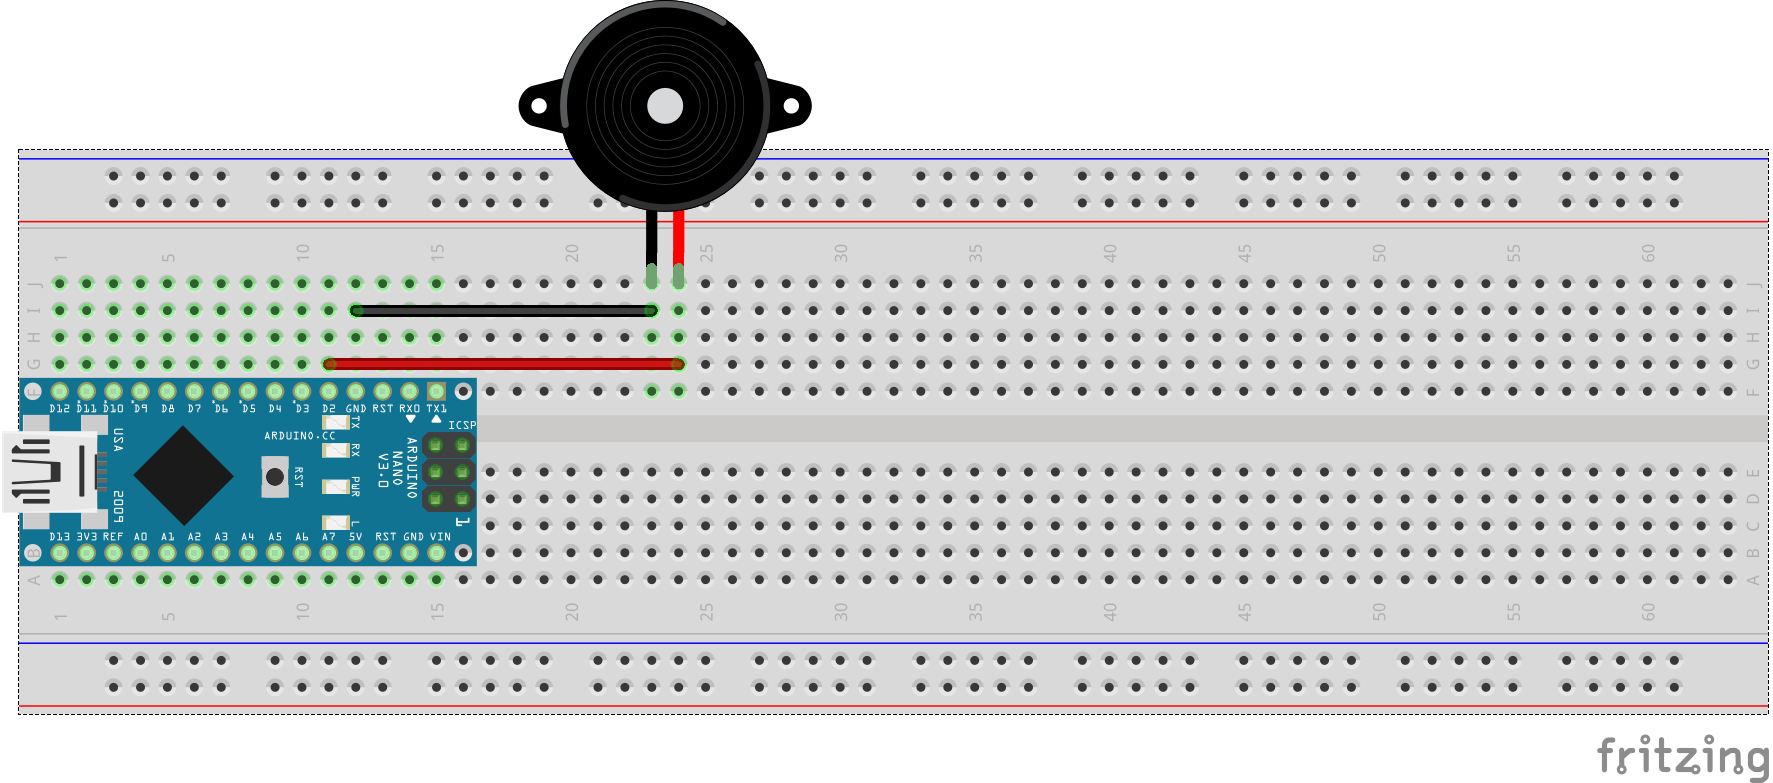 1 5 10 15 20 25 30 35 40 45 50 55 60
J J
I I
H H
G G
F F
D12 D11 D10 D9 D8 D7 D6 D5 D4 D3 D2 GND RST RX0 TX1
TX
ICSP
ARDUINO.CC
USA
RX
ARDUINO
NANO
V3.0
RST
PWR
2009
L
1
D13 3V3 REF A0 A1 A2 A3 A4 A5 A6 A7 5V RST GND VIN
E
D
C
B B
A A
1 5 10 15 20 25 30 35 40 45 50 55 60
fritzing